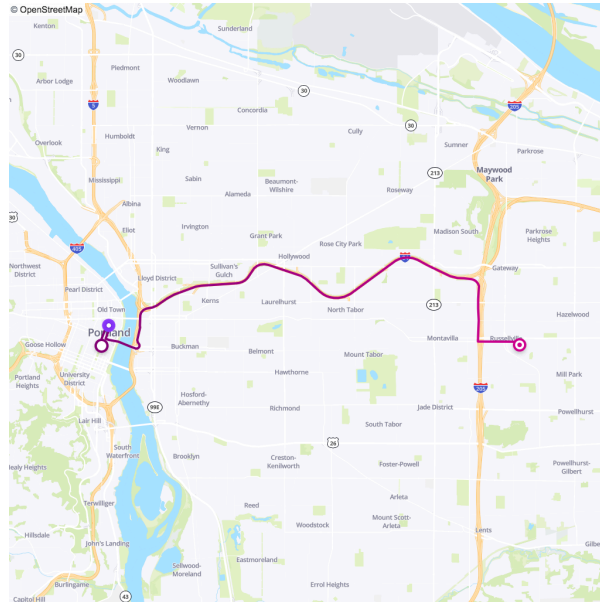 © OpenStreetMap
Sunderland
Kenton
30
Piedmont
Woodlawn
Arbor Lodge
30
5
205
Concordia
Vernon
30
Cully
Humboldt
Overlook
King
Sumner
Parkrose
213
Maywood
Park
Mississippi
Sabin
Beaumont-
Wilshire
Roseway
Alameda
Albina
30
Irvington
Eliot
Grant Park
Madison South
Parkrose
Heights
Rose City Park
405
Hollywood
Northwest
District
Sullivan's
Gulch
Gateway
Lloyd District
Pearl District
Kerns
Laurelhurst
213
Old Town
North Tabor
Hazelwood
Portland
Goose Hollow
Buckman
Montavilla
Russellville
Belmont
Mount Tabor
Hawthorne
University
District
Portland
Heights
Mill Park
205
Hosford-
Abernethy
99E
Richmond
Jade District
Powellhurst
Lair Hill
South Tabor
26
South
Waterfront
Brooklyn
Creston-
Kenilworth
Foster-Powell
Powellhurst-
Gilbert
ealy Heights
Arleta
Terwilliger
Reed
Mount Scott-
Arleta
Woodstock
Lents
Hillsdale
John's Landing
Gilbe
Eastmoreland
Sellwood-
Moreland
Burlingame
Errol Heights
43
Capitol Hill